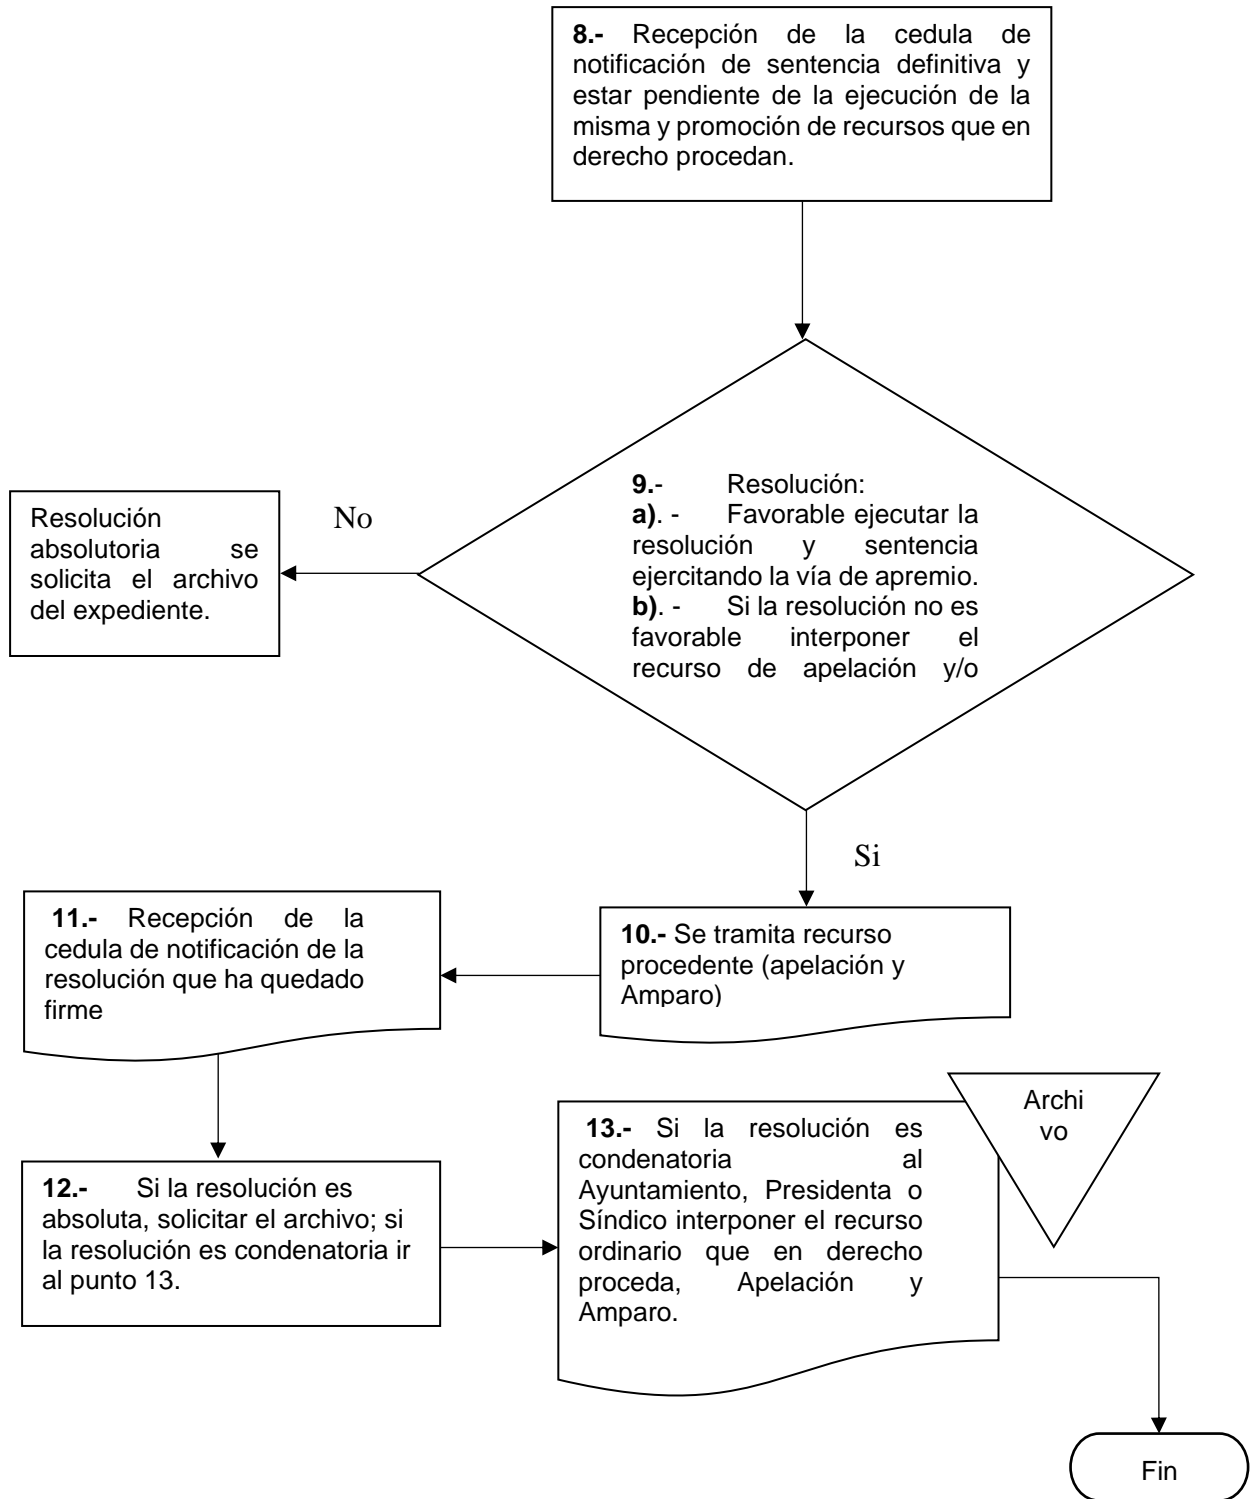 8.- Recepción de la cedula de
notificación de sentencia definitiva y
estar pendiente de la ejecución de la
misma y promoción de recursos que en
derecho procedan.
9.- Resolución:
a). - Favorable ejecutar la
resolución y sentencia
ejercitando la vía de apremio.
b). - Si la resolución no es
favorable interponer el
recurso de apelación y/o
No
Resolución
absolutoria se
solicita el archivo
del expediente.
Si
10.- Se tramita recurso
procedente (apelación y
Amparo)
11.- Recepción de la
cedula de notificación de la
resolución que ha quedado
firme
12.- Si la resolución es
absoluta, solicitar el archivo; si
la resolución es condenatoria ir
al punto 13.
13.- Si la resolución es
condenatoria al
Ayuntamiento, Presidenta o
Síndico interponer el recurso
ordinario que en derecho
proceda, Apelación y
Amparo.
Archi
vo
Fin